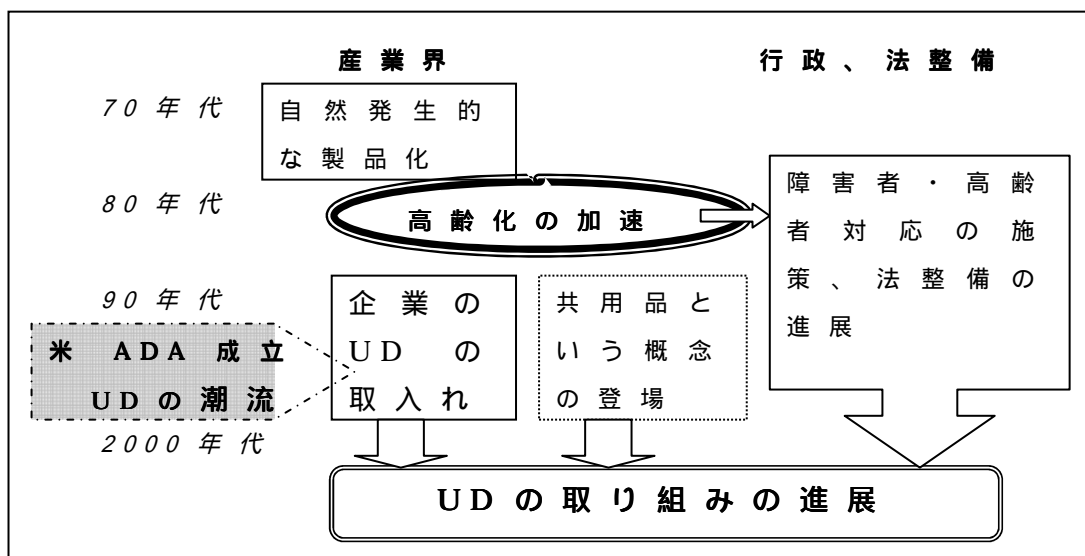 産業界
行政、法整備
70年代
自然発生的
な製品化
80年代
高齢化の加速
障害者・高齢
者対応の施
策、法整備の
進展
90年代
企業の
UDの
取入れ
共用品と
いう概念
の登場
米 ADA 成立
UDの潮流
2000年代
UDの取り組みの進展